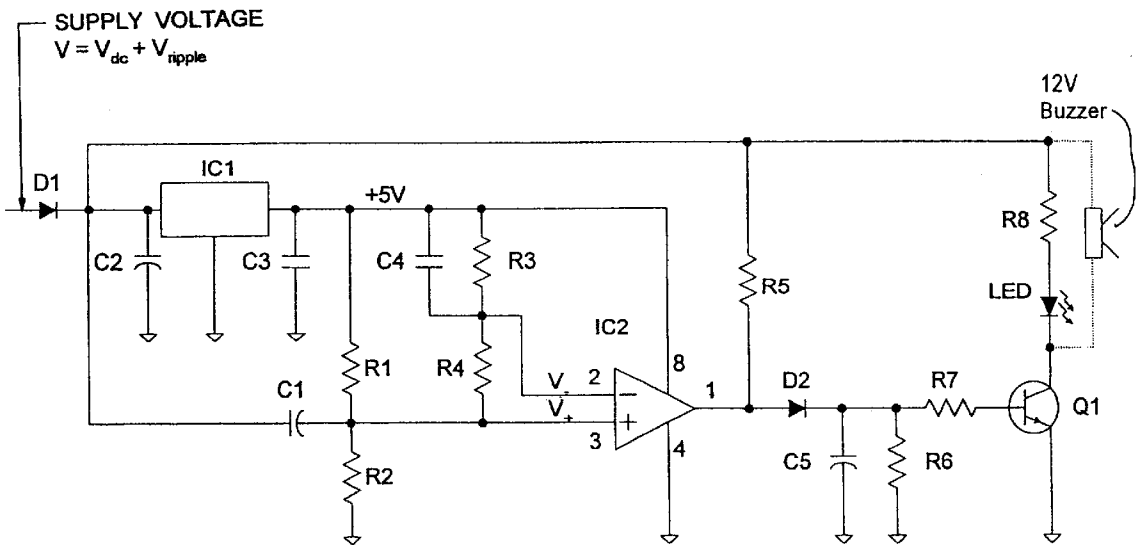 SUPPLY VOLTAGE
V = Vdc + Vripple
12V
Buzzer
D1
IC1
+5V
C2
C3
C4
R3
R5
R8
LED
IC2
R1
R4
C1
V-
V+
2
3
8
4
1
D2
R7
Q1
R2
C5
R6